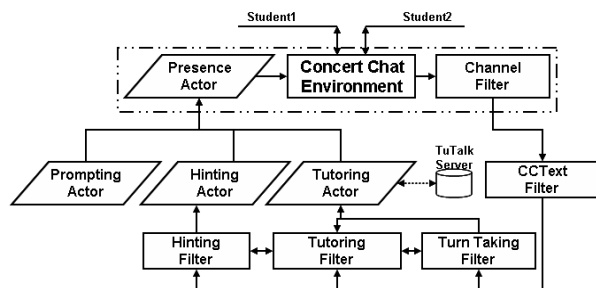 Student1
Student2
Presence
Actor
Concert Chat
Environment
Channel
Filter
Prompting
Actor
Hinting
Actor
Tutoring
Actor
TuTalk
Server
CCText
Filter
Hinting
Filter
Tutoring
Filter
Turn Taking
Filter